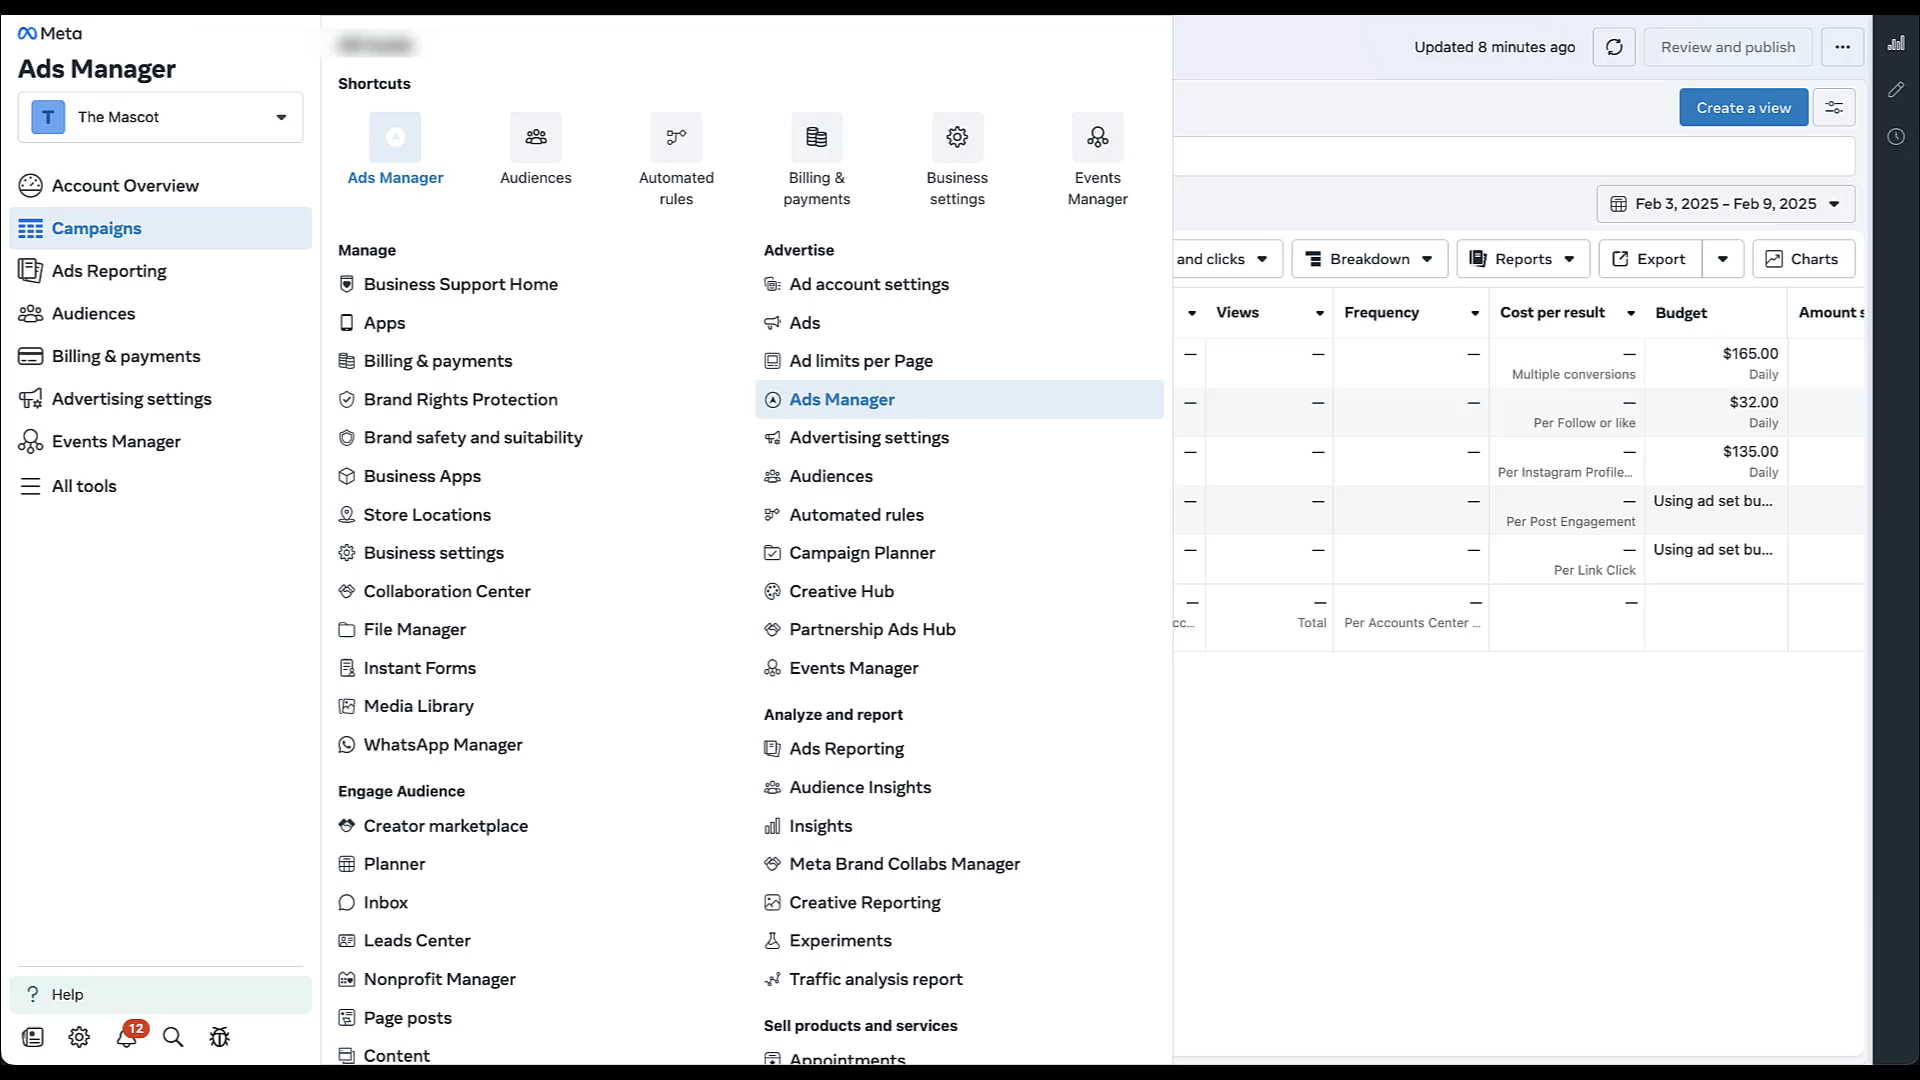 Meta
Ads Manager
T The Mascot
Account Overview
Campaigns
Ads Reporting
Audiences
Billing & payments
Advertising settings
Events Manager
All tools
? Help
12
Shortcuts
Ads Manager
Audiences
Automated
rules
Billing &
payments
Business
settings
Events
Manager
Manage
Business Support Home
Apps
Billing & payments
Brand Rights Protection
Brand safety and suitability
Business Apps
Store Locations
Business settings
Collaboration Center
File Manager
Instant Forms
Media Library
WhatsApp Manager
Engage Audience
Creator marketplace
Planner
Inbox
Leads Center
Nonprofit Manager
Page posts
Content
Advertise
Ad account settings
Ads
Ad limits per Page
Ads Manager
Advertising settings
Audiences
Automated rules
Campaign Planner
Creative Hub
Partnership Ads Hub
Events Manager
Analyze and report
Ads Reporting
Audience Insights
Insights
Meta Brand Collabs Manager
Creative Reporting
Experiments
Traffic analysis report
Sell products and services
Appointments
Updated 8 minutes ago
Review and publish
Create a view
Feb 3, 2025 – Feb 9, 2025
and clicks
Breakdown
Reports
Export
Charts
Views Frequency Cost per result Budget Amount s
— — — — $165.00
Multiple conversions Daily
— — — — $32.00
Per Follow or like Daily
— — — — $135.00
Per Instagram Profile... Daily
— — — — Using ad set bu...
Per Post Engagement
— — — — Using ad set bu...
Per Link Click
— — — —
cc... Total Per Accounts Center ...